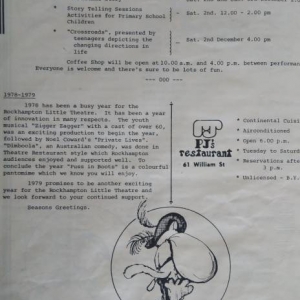 * Story Telling Sessions
Activities for Primary School
Children
- Sat. 2nd. 12.00 - 2.00 pm
* "Crossroads", presented by
teenagers depicting the
changing directions in
life
- Sat. 2nd December 4.00 pm
Coffee Shop will be open at 10.00 a.m. and 4.00 p.m.
Everyone is welcome and there's sure to be lots of fun.
--- ooo ---
1978-1979
1978 has been a busy year for the
Rockhampton Little Theatre. It has been a year
of innovation in many respects. The youth
musical "Zigger Zagger" with a cast of over 60,
was an exciting production to begin the year,
followed by Noel Coward's "Private Lives".
"Dimboola", an Australian comedy, was done in
Theatre Restaurant style which Rockhampton
audiences enjoyed and supported well. To
conclude the year "Puss in Boots" is a colourful
pantomime which we know you will enjoy.
1979 promises to be another exciting
year for the Rockhampton Little Theatre and
we look forward to your continued support.
Seasons Greetings.
PJ's
restaurant
61 William St
* Continental Cuisi
* Airconditioned
* Open 6.00 p.m.
* Tuesday to Saturd
* Reservations afte
3 p.m.
* Unlicensed - B.Y.